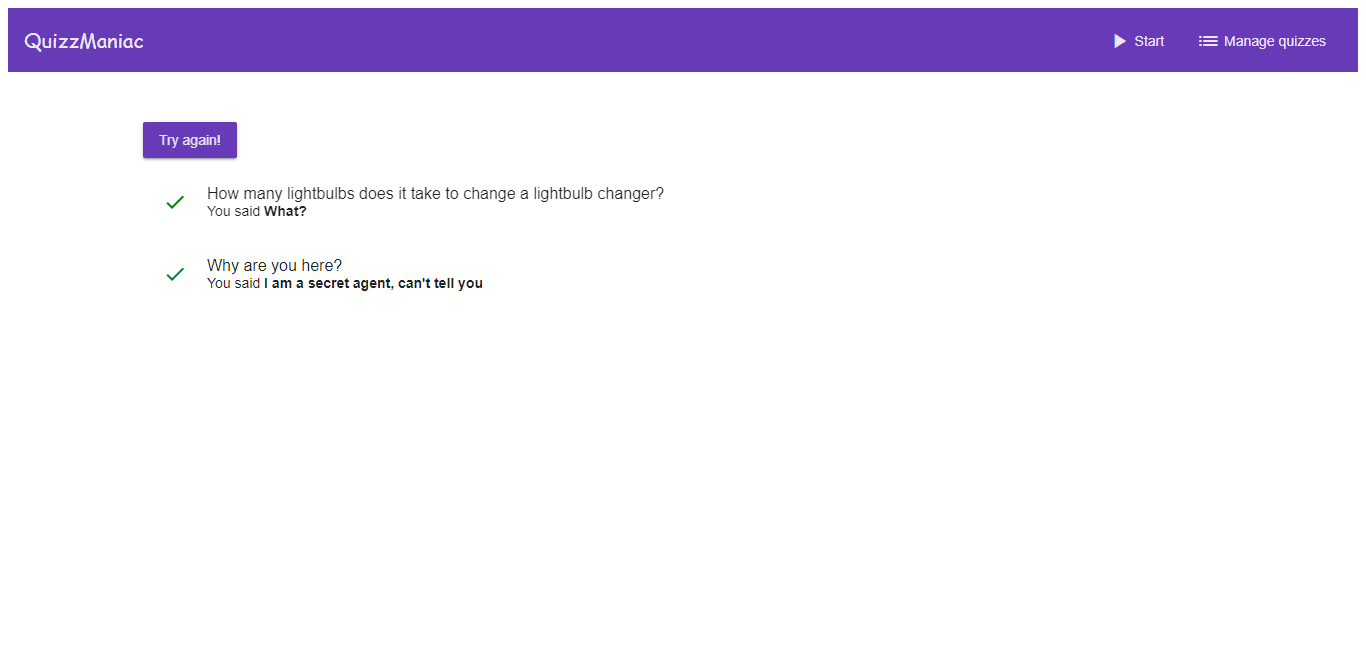 QuizzManiac
Start
Manage quizzes
Try again!
How many lightbulbs does it take to change a lightbulb changer?
You said What?
Why are you here?
You said I am a secret agent, can't tell you